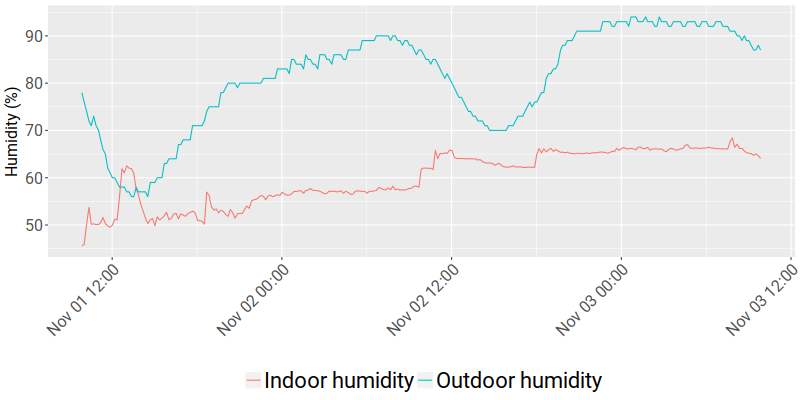 Humidity (%)
90
80
70
60
50
Nov 01 12:00
Nov 02 00:00
Nov 02 12:00
Nov 03 00:00
Nov 03 12:00
Indoor humidity
Outdoor humidity